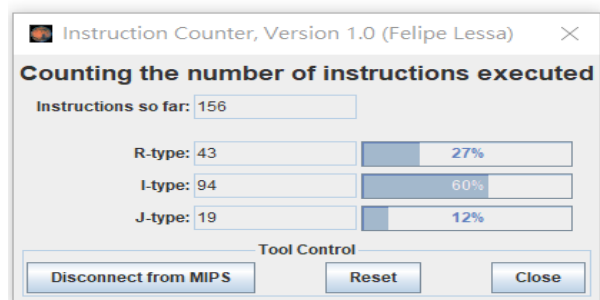 Instruction Counter, Version 1.0 (Felipe Lessa)
Counting the number of instructions executed
Instructions so far: 156
R-type: 43 27%
I-type: 94 60%
J-type: 19 12%
Tool Control
Disconnect from MIPS Reset Close